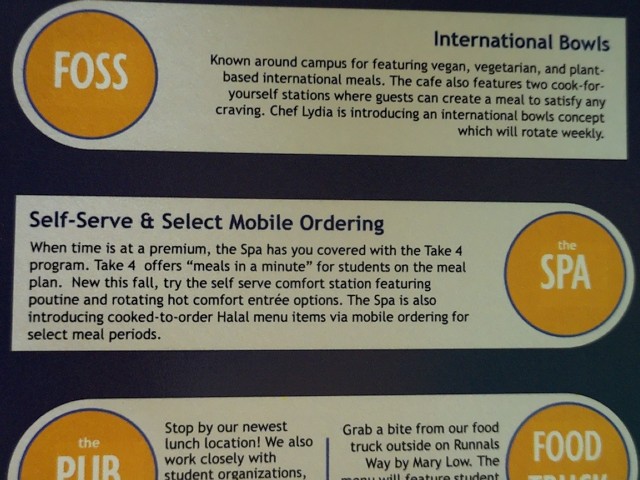 FOSS
International Bowls
Known around campus for featuring vegan, vegetarian, and plant-
based international meals. The cafe also features two cook-for-
yourself stations where guests can create a meal to satisfy any
craving. Chef Lydia is introducing an international bowls concept
which will rotate weekly.
Self-Serve & Select Mobile Ordering
When time is at a premium, the Spa has you covered with the Take 4
program. Take 4 offers “meals in a minute” for students on the meal
plan. New this fall, try the self serve comfort station featuring
poutine and rotating hot comfort entrée options. The Spa is also
introducing cooked-to-order Halal menu items via mobile ordering for
select meal periods.
the
SPA
the
PUB
Stop by our newest
lunch location! We also
work closely with
student organizations,
Grab a bite from our food
truck outside on Runnals
Way by Mary Low. The
menu will feature student
FOOD
TRUCK